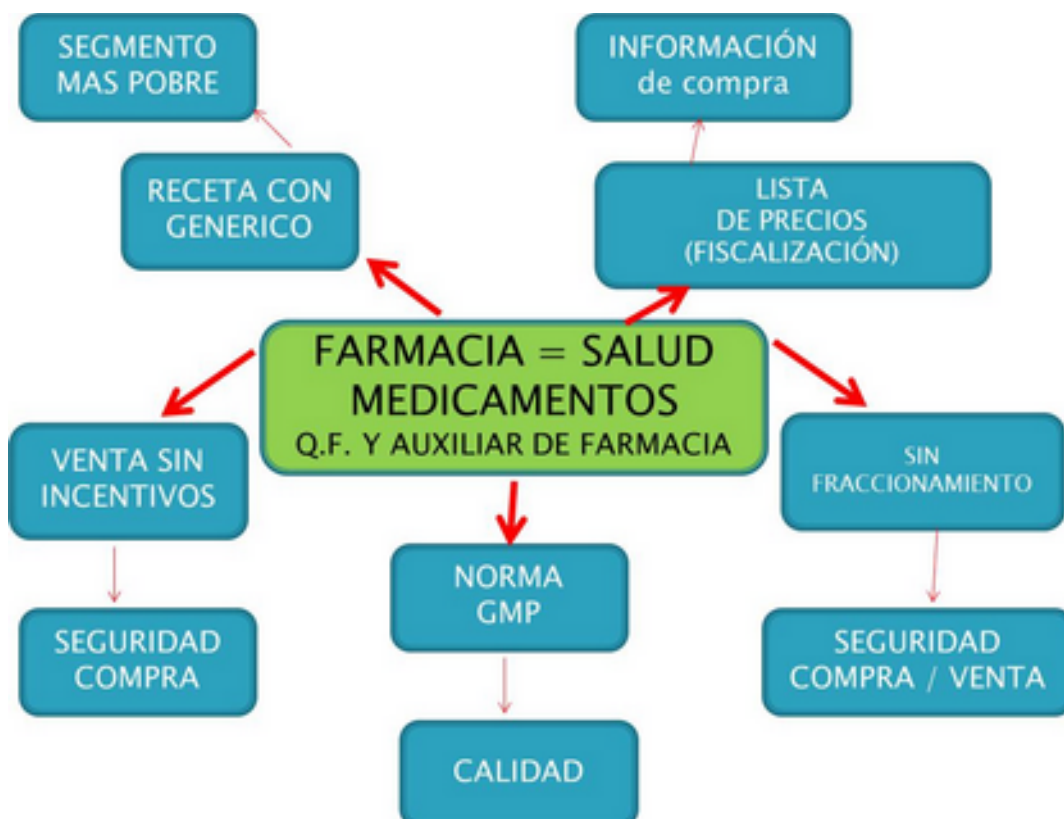 SEGMENTO
MAS POBRE
INFORMACIÓN
de compra
RECETA CON
GENERICO
LISTA
DE PRECIOS
(FISCALIZACIÓN)
FARMACIA = SALUD
MEDICAMENTOS
Q.F. Y AUXILIAR DE FARMACIA
VENTA SIN
INCENTIVOS
SIN
FRACCIONAMIENTO
NORMA
GMP
SEGURIDAD
COMPRA
SEGURIDAD
COMPRA / VENTA
CALIDAD